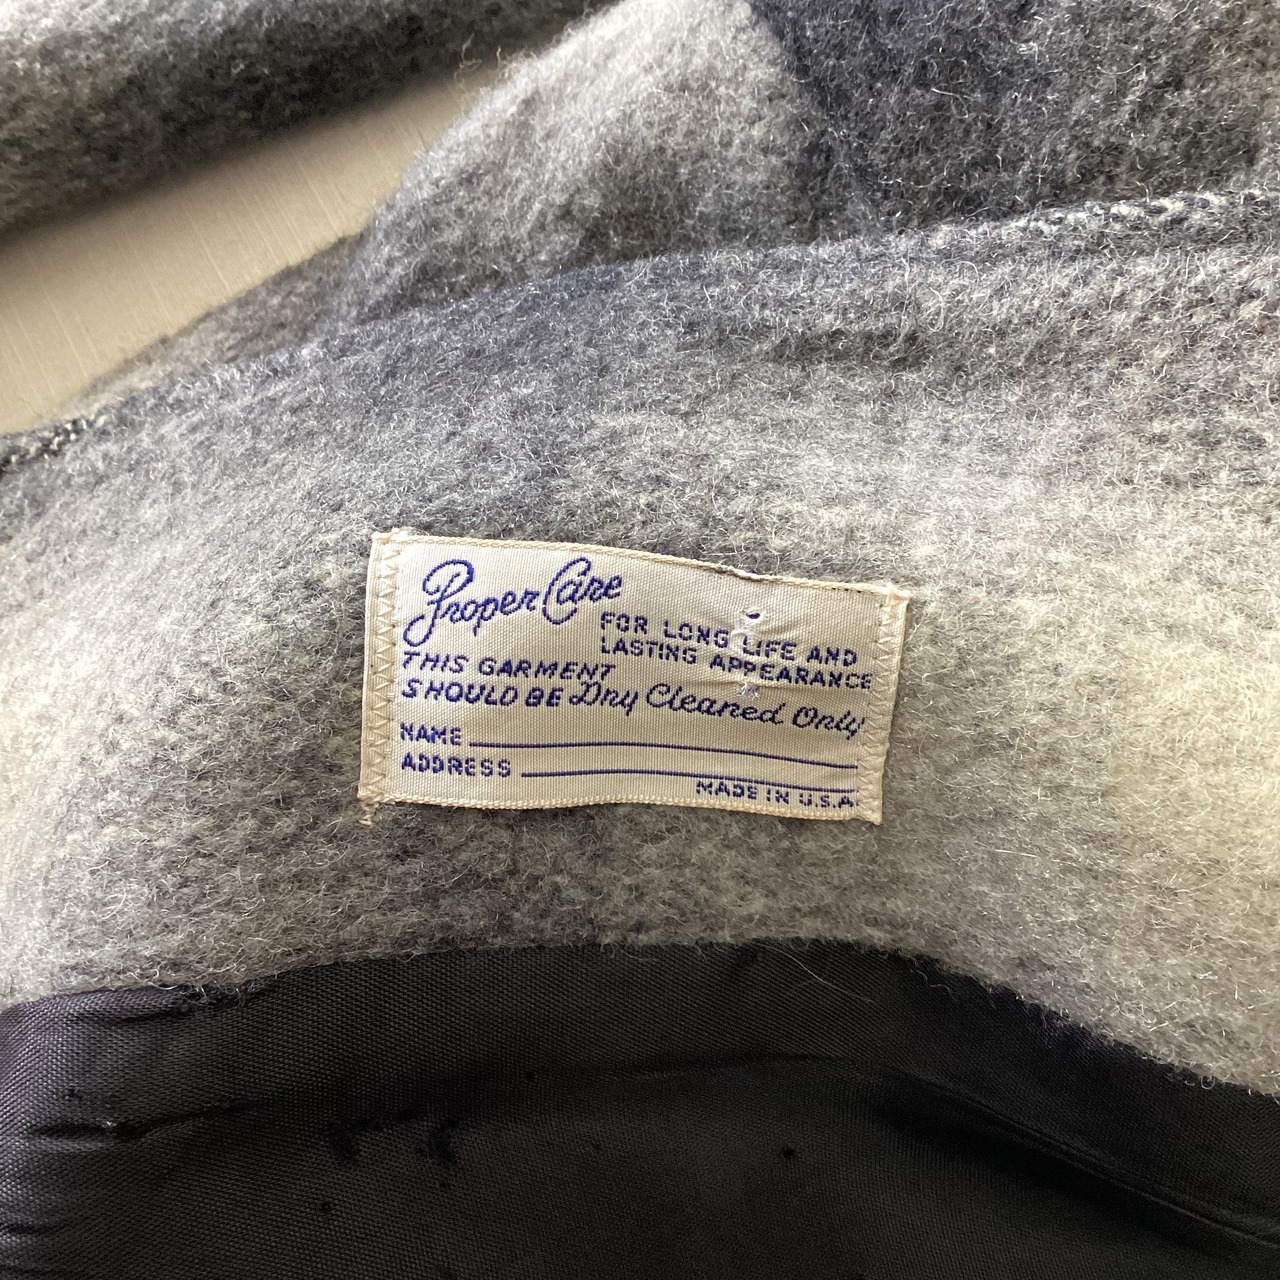 Proper Care
FOR LONG LIFE AND
LASTING APPEARANCE
THIS GARMENT
SHOULD BE Dry Cleaned Only
NAME
ADDRESS
MADE IN U.S.A.